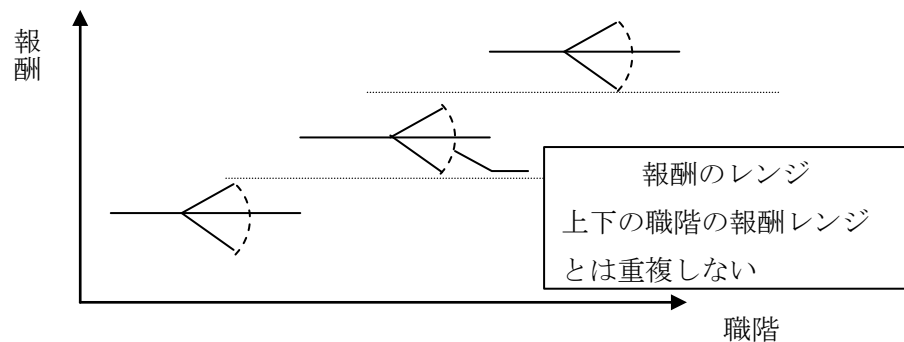 報酬
報酬のレンジ
上下の職階の報酬レンジ
とは重複しない
職階